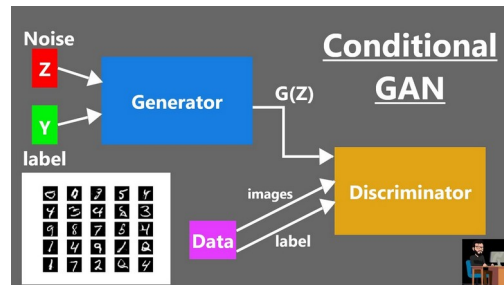 Noise
Z
Y
label
Generator
G(Z)
Conditional
GAN
images
Data
label
Discriminator